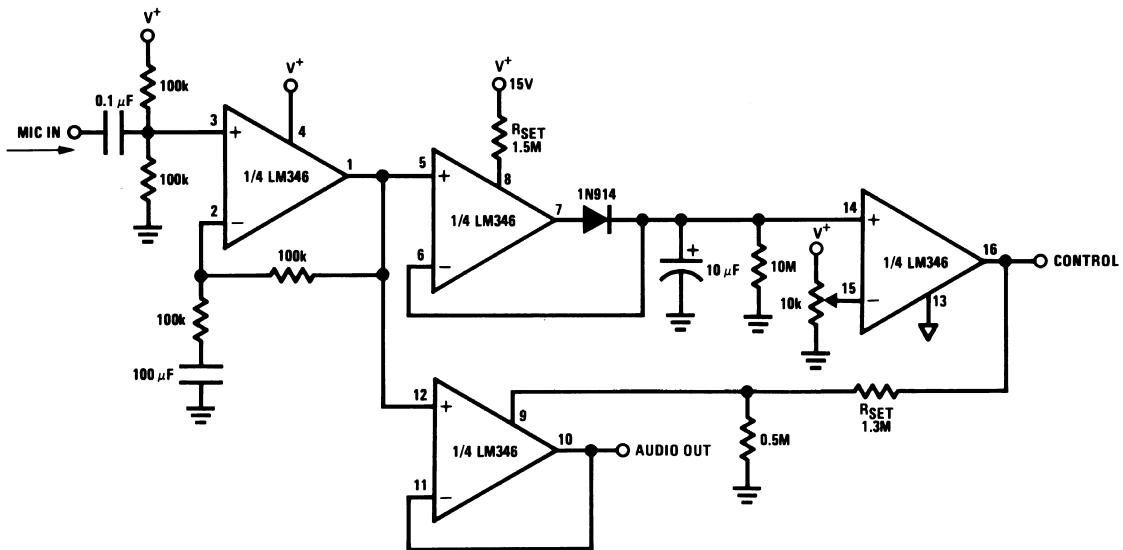 V+
100k
0.1 μF
MIC IN
100k
V+
4
3
+
1/4 LM346
1
2
−
100k
100k
100 μF
V+
15V
RSET
1.5M
8
5
+
1/4 LM346
7
6
−
1N914
+
10 μF
10M
V+
10k
14
+
1/4 LM346
16
15
−
13
CONTROL
12
+
9
1/4 LM346
10
11
−
AUDIO OUT
0.5M
RSET
1.3M